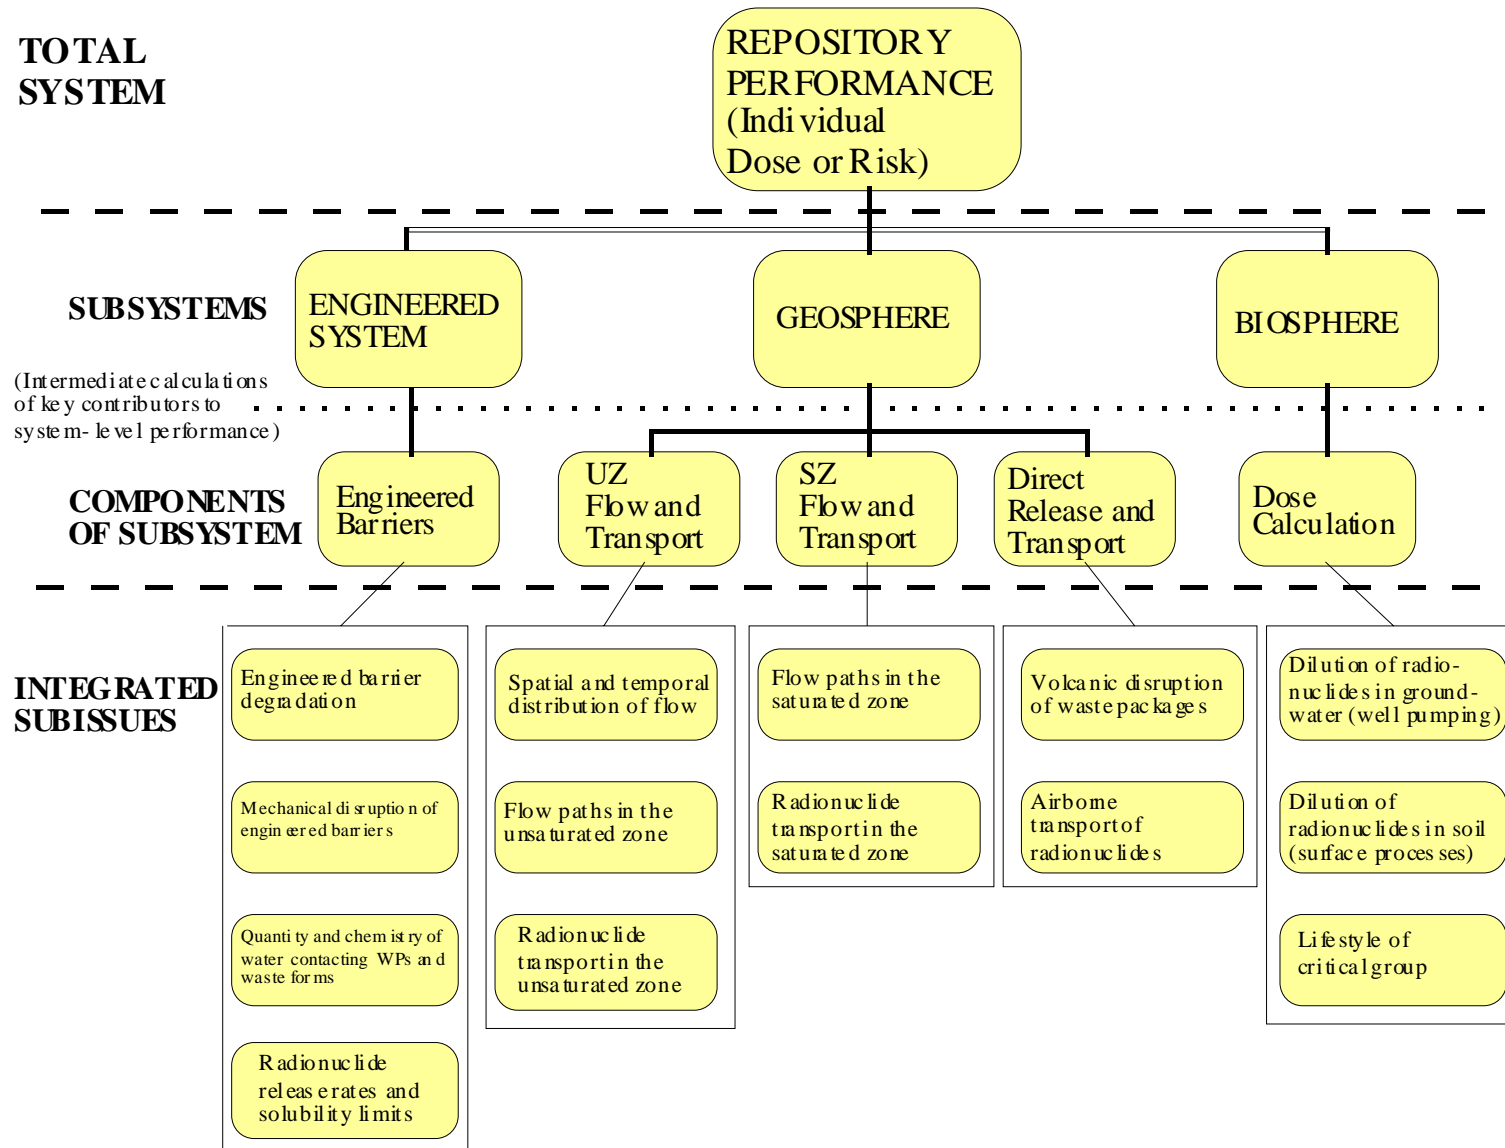 TOTAL
SYSTEM
REPOSITORY
PERFORMANCE
(Individual
Dose or Risk)
SUBSYSTEMS
(Intermediate calculations
of key contributors to
system-level performance)
ENGINEERED
SYSTEM
GEOSPHERE
BIOSPHERE
COMPONENTS
OF SUBSYSTEM
Engineered
Barriers
UZ
Flow and
Transport
SZ
Flow and
Transport
Direct
Release and
Transport
Dose
Calculation
INTEGRATED
SUBISSUES
Engineered barrier
degradation
Mechanical disruption of
engineered barriers
Quantity and chemistry of
water contacting WPs and
waste forms
Radionuclide
release rates and
solubility limits
Spatial and temporal
distribution of flow
Flow paths in the
unsaturated zone
Radionuclide
transport in the
unsaturated zone
Flow paths in the
saturated zone
Radionuclide
transport in the
saturated zone
Volcanic disruption
of waste packages
Airborne
transport of
radionuclides
Dilution of radio-
nuclides in ground-
water (well pumping)
Dilution of
radionuclides in soil
(surface processes)
Lifestyle of
critical group